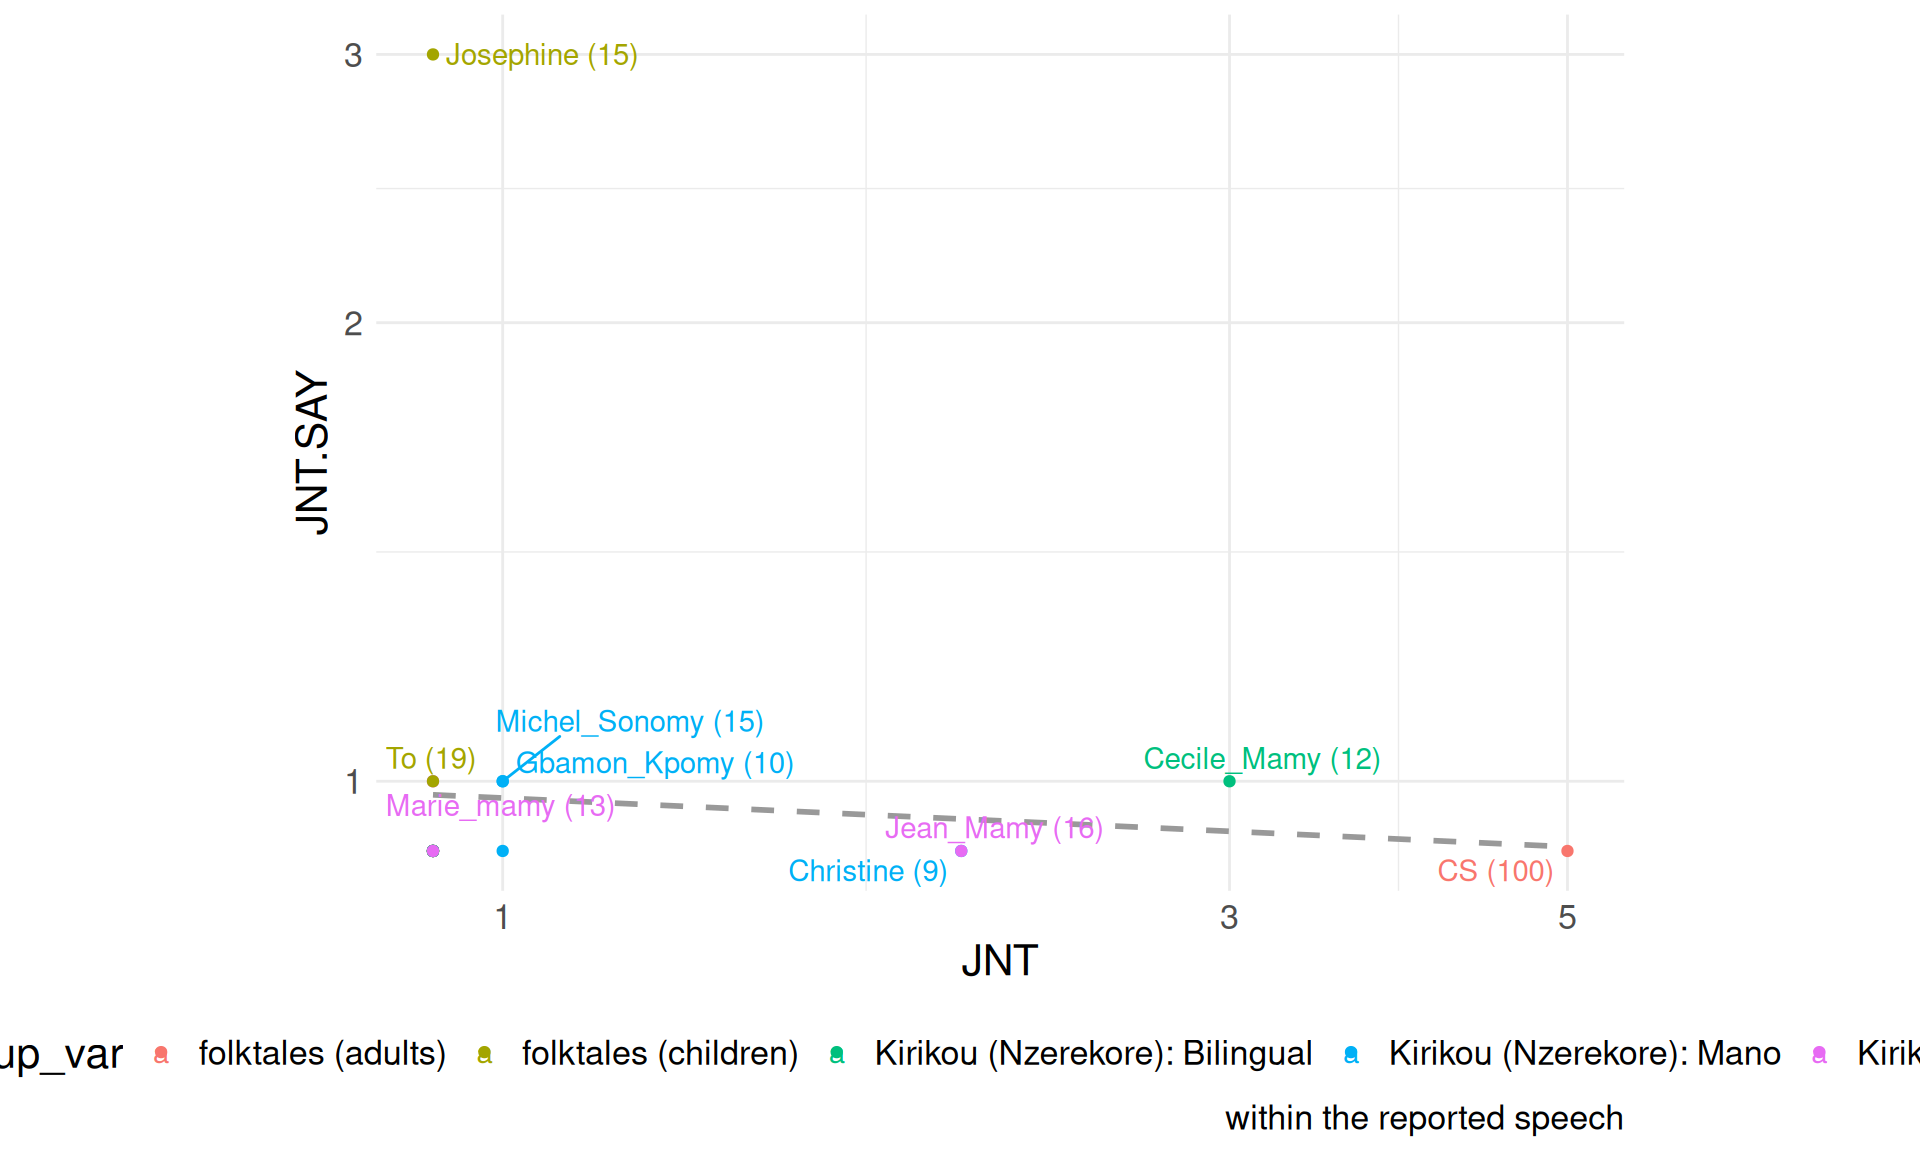 3
Josephine (15)
2
JNT.SAY
Michel_Sonomy (15)
To (19)
Gbamon_Kpomy (10)
Cecile_Mamy (12)
1
Marie_mamy (13)
Jean_Mamy (16)
Christine (9)
CS (100)
1 3 5
JNT
up_var a folktales (adults) a folktales (children) a Kirikou (Nzerekore): Bilingual a Kirikou (Nzerekore): Mano a Kirik
within the reported speech